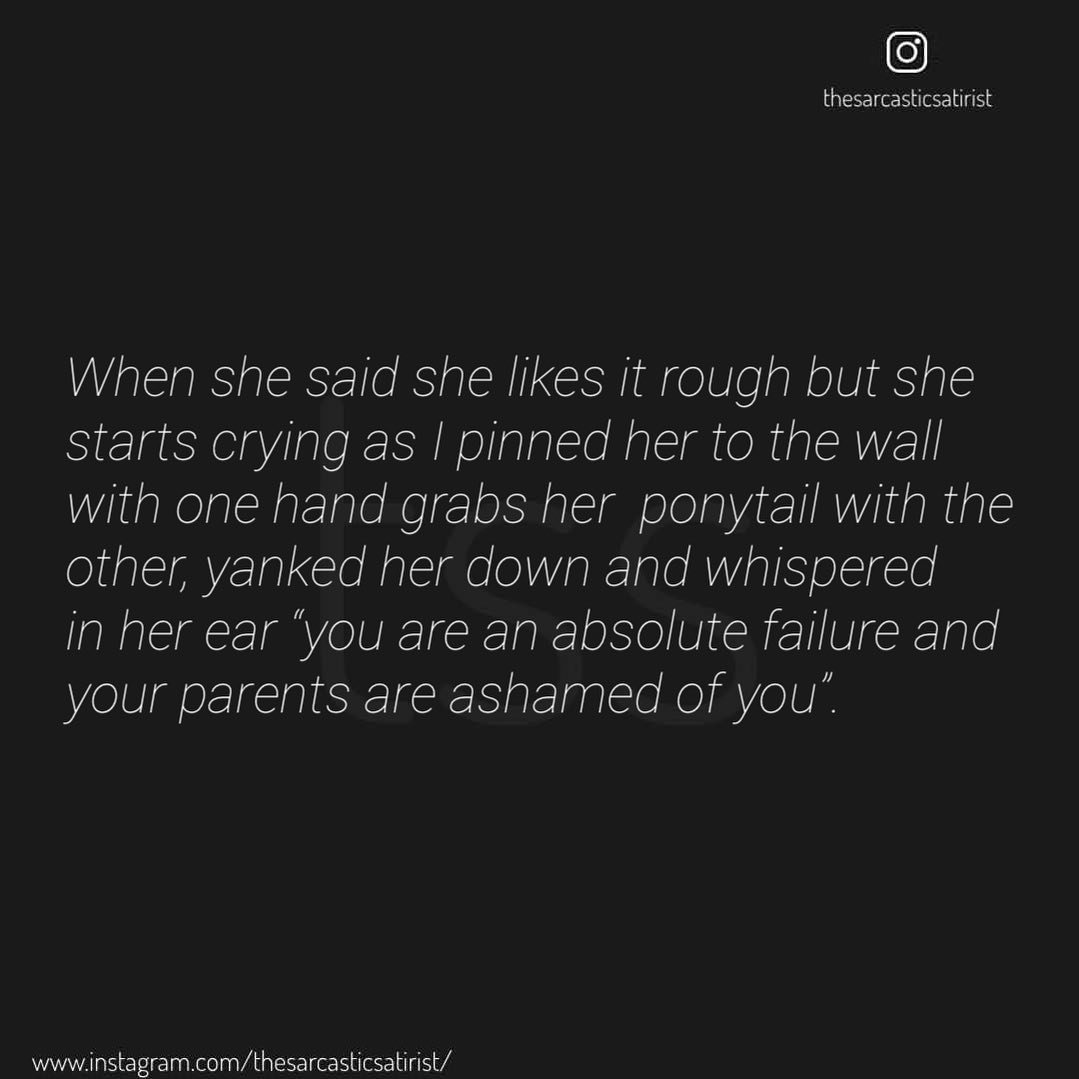 thesarcasticsatirist
When she said she likes it rough but she
starts crying as I pinned her to the wall
with one hand grabs her ponytail with the
other, yanked her down and whispered
in her ear “you are an absolute failure and
your parents are ashamed of you”.
tss
www.instagram.com/thesarcasticsatirist/